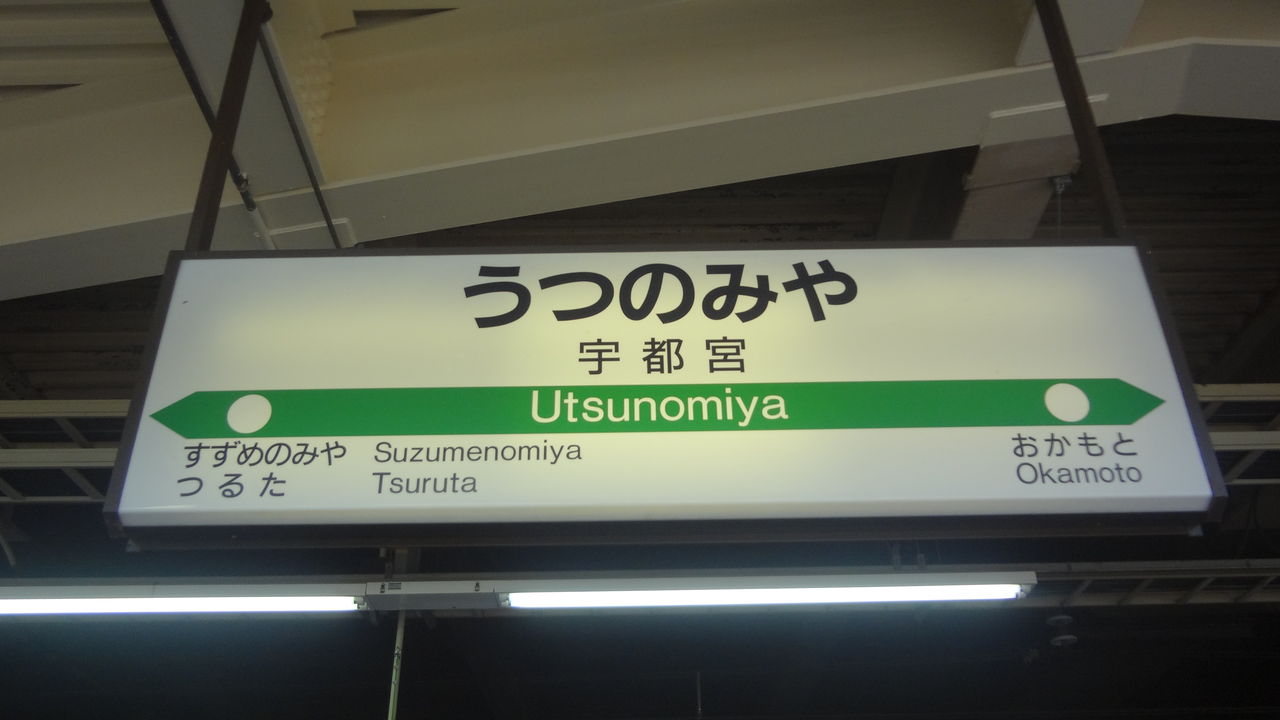 うつのみや
宇都宮
Utsunomiya
すずめのみや Suzumenomiya
つるた Tsuruta
おかもと
Okamoto